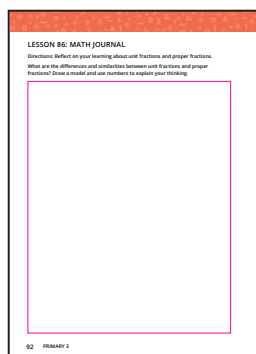 LESSON 86: MATH JOURNAL
Directions: Reflect on your learning about unit fractions and proper fractions.
What are the differences and similarities between unit fractions and proper
fractions? Draw a model and use numbers to explain your thinking.
92 PRIMARY 3